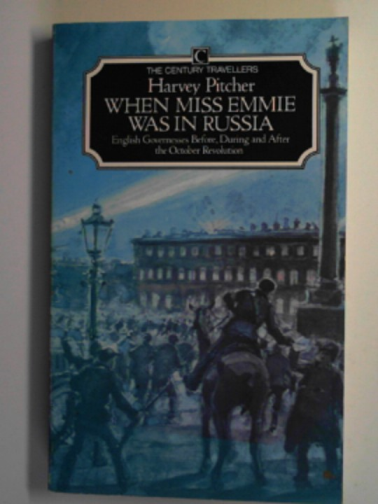 C
THE CENTURY TRAVELLERS
Harvey Pitcher
WHEN MISS EMMIE
WAS IN RUSSIA
English Governesses Before, During and After
the October Revolution